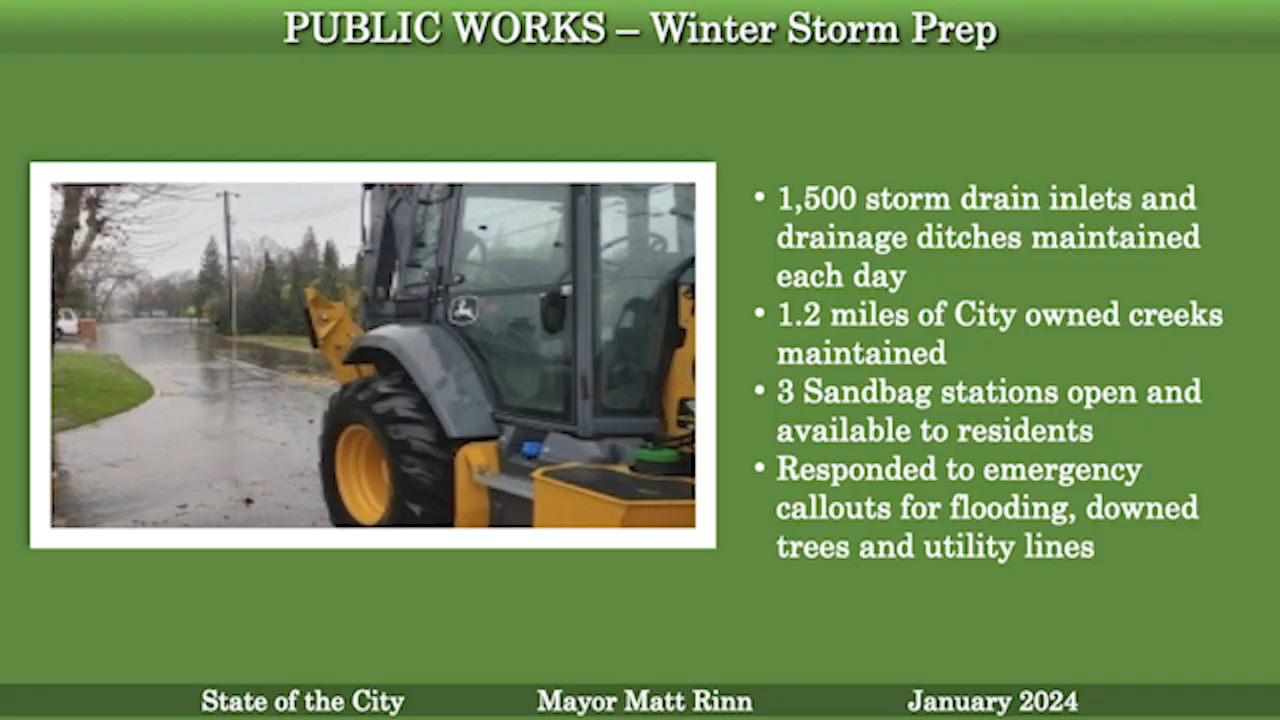 PUBLIC WORKS – Winter Storm Prep
• 1,500 storm drain inlets and
drainage ditches maintained
each day
• 1.2 miles of City owned creeks
maintained
• 3 Sandbag stations open and
available to residents
• Responded to emergency
callouts for flooding, downed
trees and utility lines
State of the City Mayor Matt Rinn January 2024